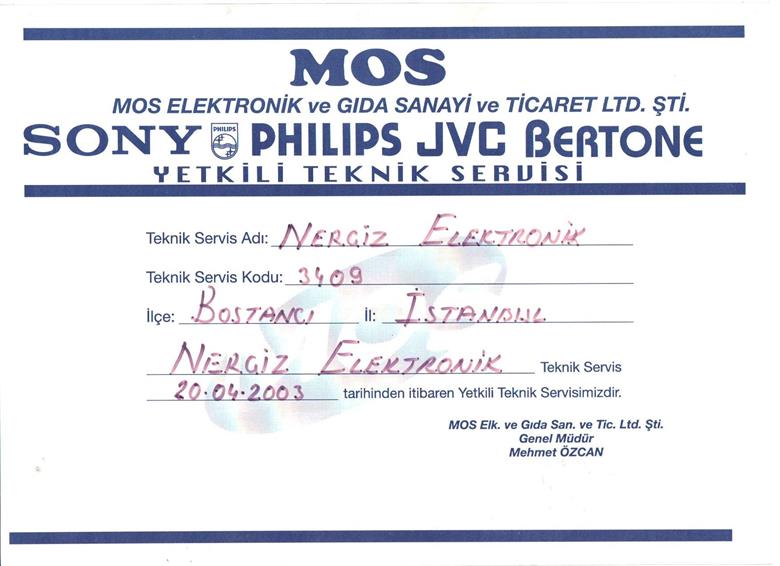 MOS
MOS ELEKTRONİK ve GIDA SANAYİ ve TİCARET LTD. ŞTİ.
SONY PHILIPS PHILIPS JVC BERTONE
YETKİLİ TEKNİK SERVİSİ
Teknik Servis Adı: NERGİZ ELEKTRONİK
Teknik Servis Kodu: 3409
İlçe: BOSTANCI İl: İSTANBUL
NERGİZ ELEKTRONİK Teknik Servis
20.04.2003 tarihinden itibaren Yetkili Teknik Servisimizdir.
MOS Elk. ve Gıda San. ve Tic. Ltd. Şti.
Genel Müdür
Mehmet ÖZCAN